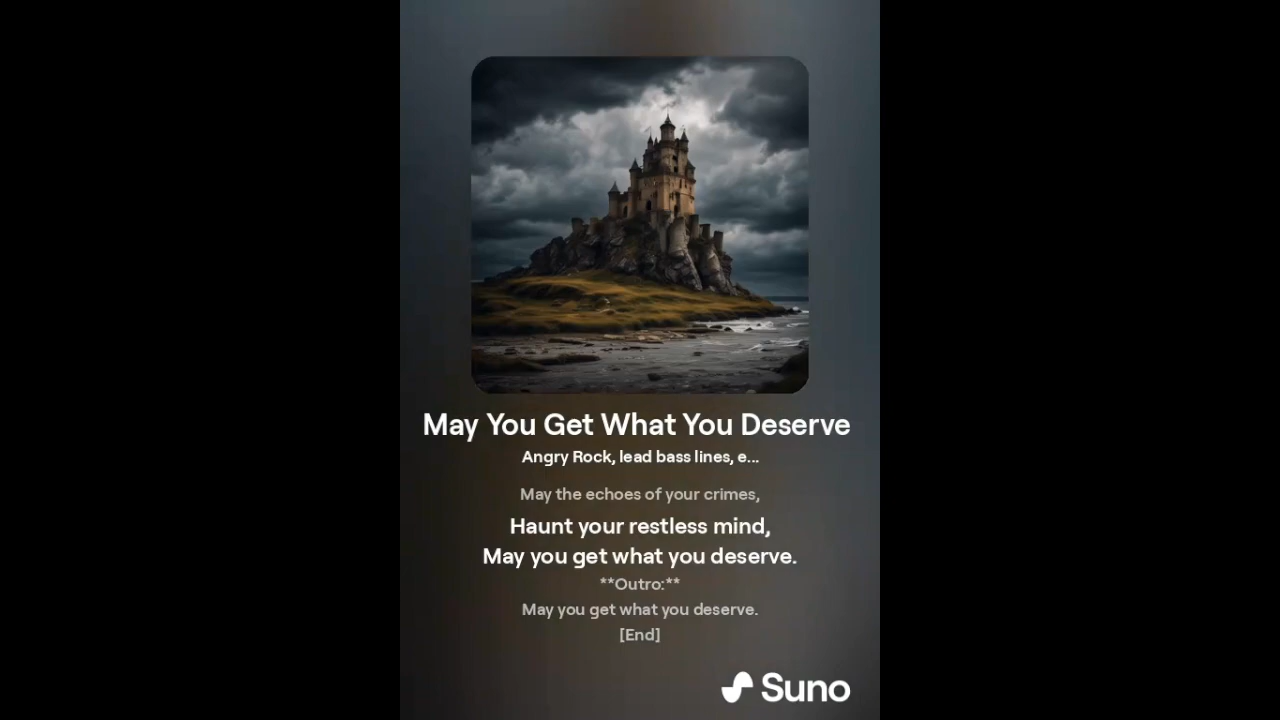 May You Get What You Deserve
Angry Rock, lead bass lines, e...
May the echoes of your crimes,
Haunt your restless mind,
May you get what you deserve.
**Outro:**
May you get what you deserve.
[End]
Suno